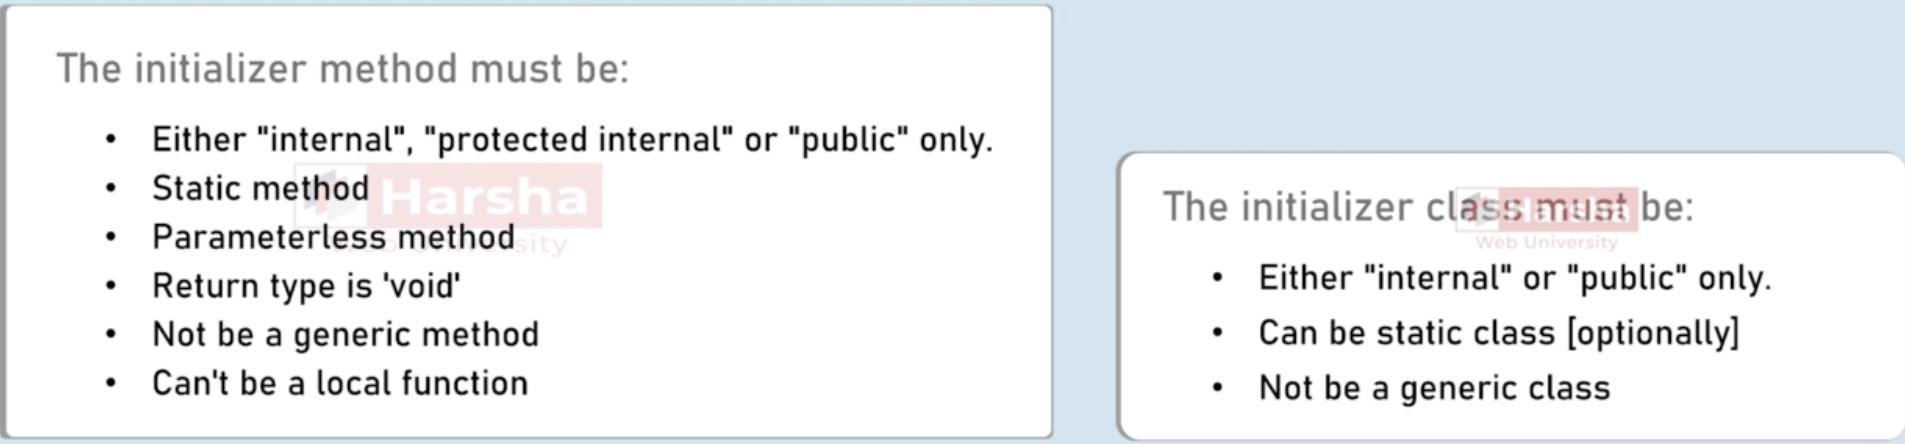 The initializer method must be:
• Either "internal", "protected internal" or "public" only.
• Static method
• Parameterless method
• Return type is 'void'
• Not be a generic method
• Can't be a local function
Harsha
Web University
The initializer class must be:
• Either "internal" or "public" only.
• Can be static class [optionally]
• Not be a generic class
Harsha
Web University